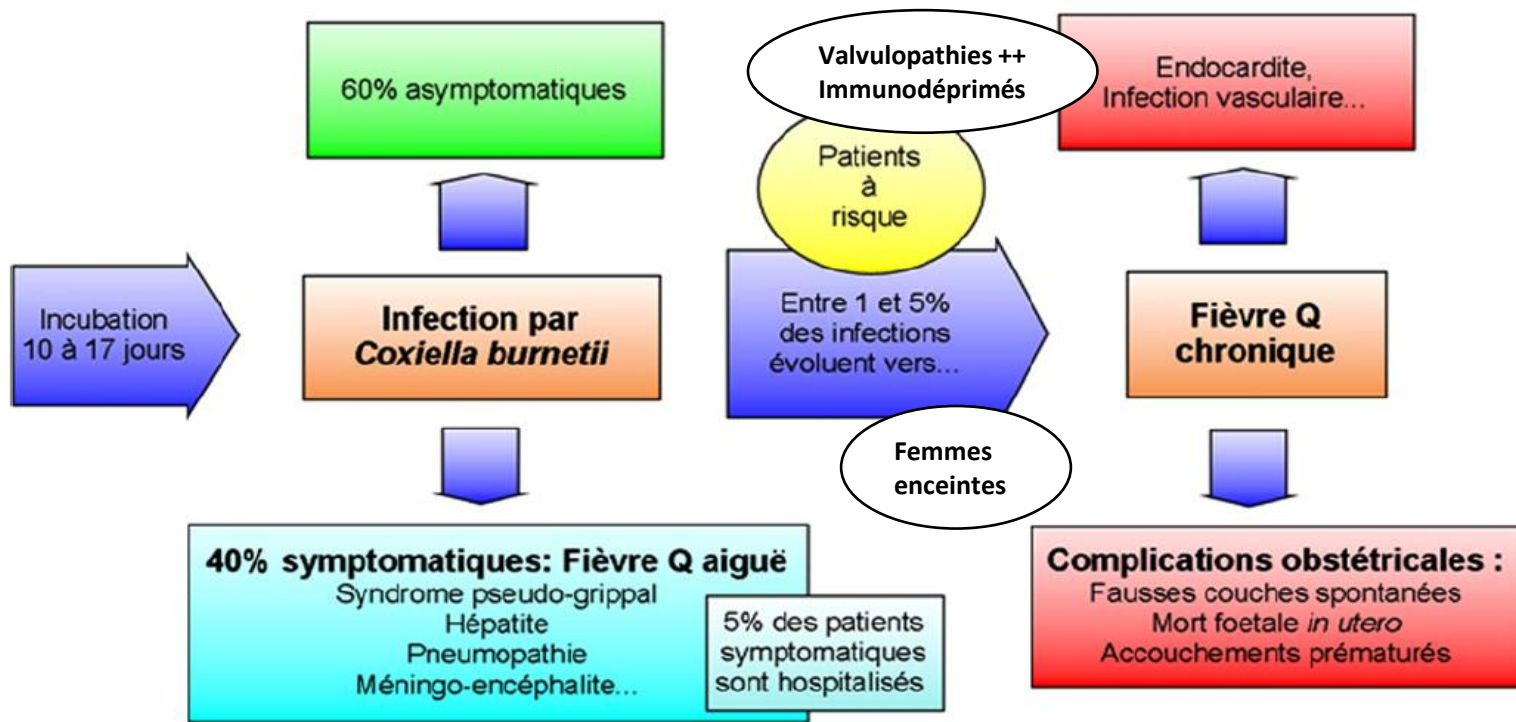 60% asymptomatiques
Valvulopathies ++
Immunodéprimés
Endocardite,
Infection vasculaire...
Patients
à
risque
Incubation
10 à 17 jours
Infection par
Coxiella burnetii
Entre 1 et 5%
des infections
évoluent vers...
Fièvre Q
chronique
Femmes
enceintes
40% symptomatiques: Fièvre Q aiguë
Syndrome pseudo-grippal
Hépatite
Pneumopathie
Méningo-encéphalite...
5% des patients
symptomatiques
sont hospitalisés
Complications obstétricales :
Fausses couches spontanées
Mort foetale in utero
Accouchements prématurés